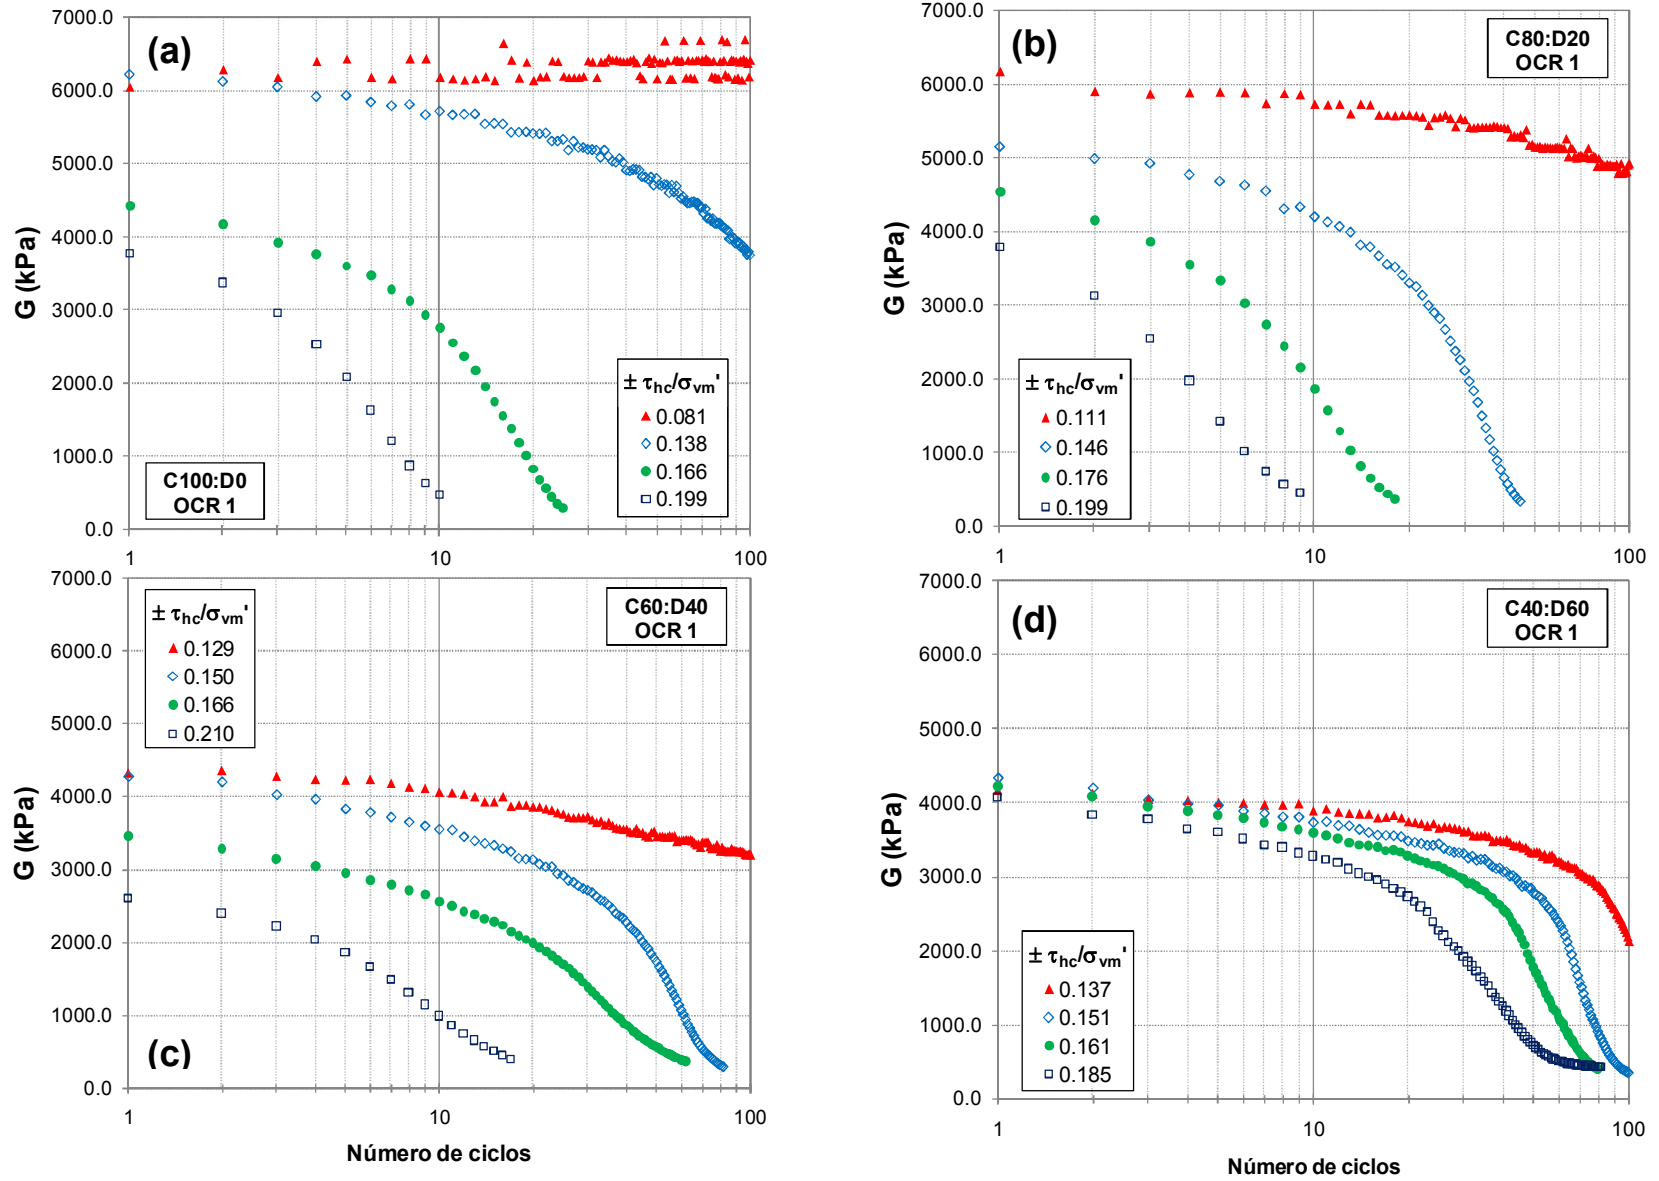 (a)
7000.0
6000.0
5000.0
4000.0
3000.0
2000.0
1000.0
0.0
G (kPa)
1
10
100
C100:D0
OCR 1
± τhc/σvm'
0.081
0.138
0.166
0.199
(b)
7000.0
6000.0
5000.0
4000.0
3000.0
2000.0
1000.0
0.0
G (kPa)
1
10
100
C80:D20
OCR 1
± τhc/σvm'
0.111
0.146
0.176
0.199
(c)
7000.0
6000.0
5000.0
4000.0
3000.0
2000.0
1000.0
0.0
G (kPa)
1
10
100
Número de ciclos
± τhc/σvm'
0.129
0.150
0.166
0.210
C60:D40
OCR 1
(d)
7000.0
6000.0
5000.0
4000.0
3000.0
2000.0
1000.0
0.0
G (kPa)
1
10
100
Número de ciclos
C40:D60
OCR 1
± τhc/σvm'
0.137
0.151
0.161
0.185